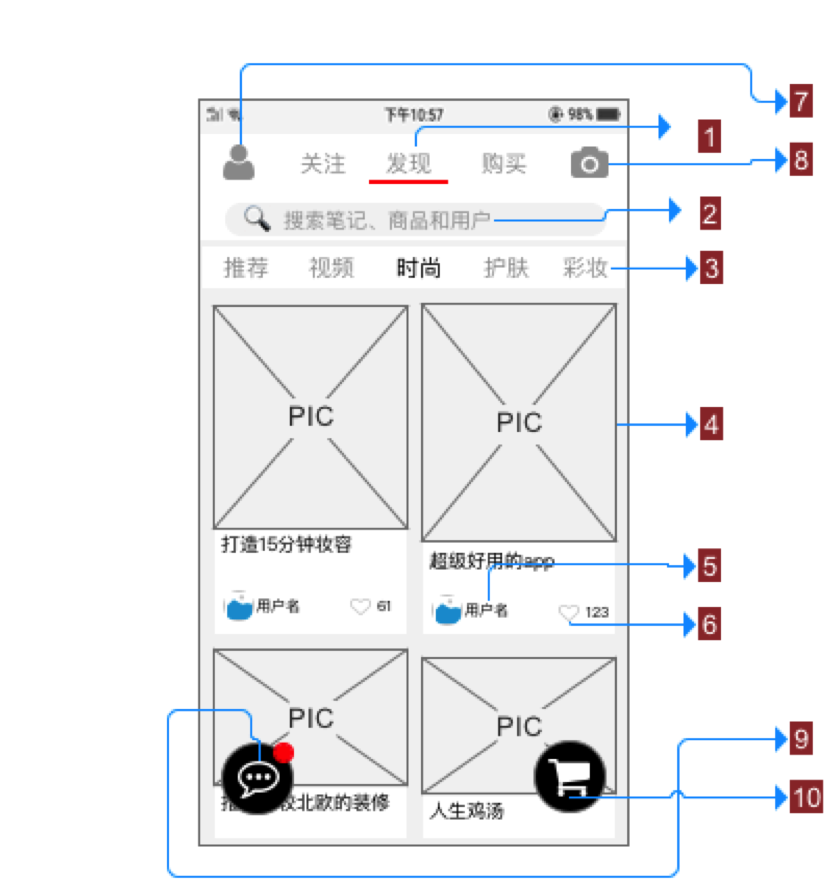 7
下午10:57 98%
1
关注 发现 购买
8
搜索笔记、商品和用户
2
推荐 视频 时尚 护肤 彩妆
3
PIC PIC
4
打造15分钟妆容
超级好用的app
5
用户名 61
用户名 123
6
PIC PIC
9
10
北欧的装修
人生鸡汤